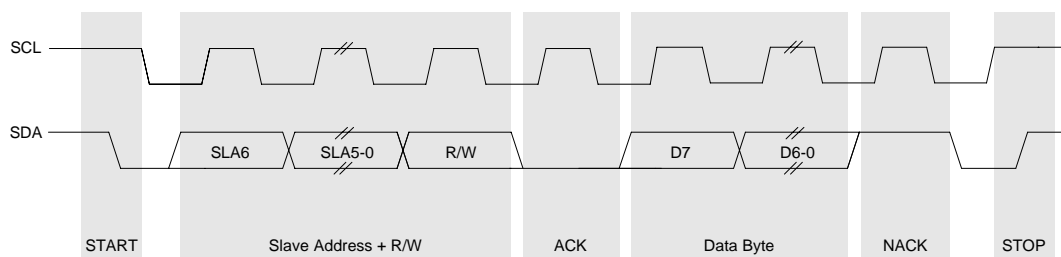 SCL
SDA
SLA6 SLA5-0 R/W D7 D6-0
START Slave Address + R/W ACK Data Byte NACK STOP